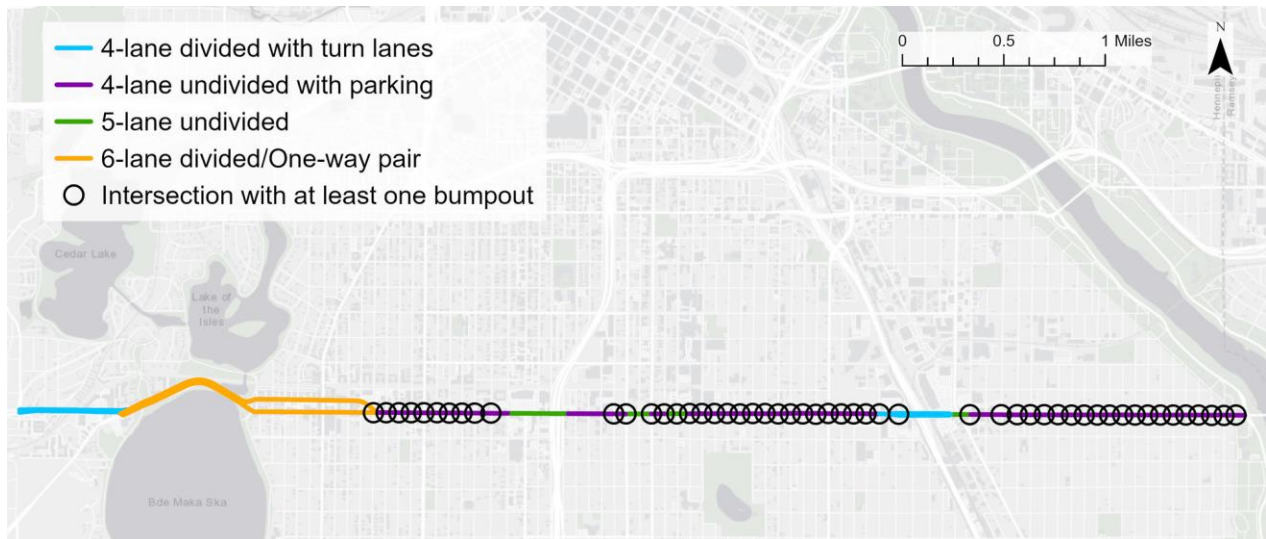 4-lane divided with turn lanes
4-lane undivided with parking
5-lane undivided
6-lane divided/One-way pair
Intersection with at least one bumpout
0 0.5 1 Miles
N
Hennepin
Ramsey
Cedar Lake
Lake of
the
Isles
Bde Maka Ska